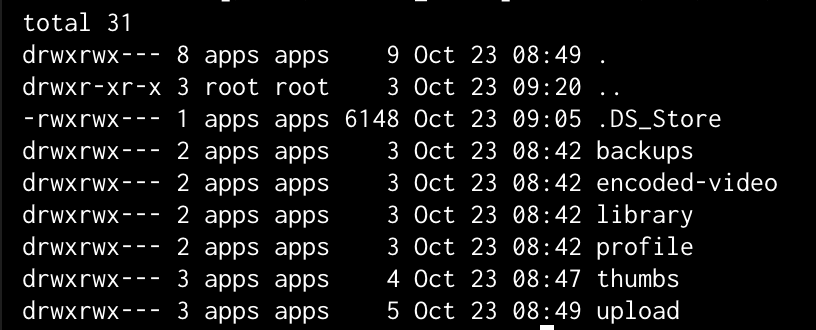 total 31
drwxrwx--- 8 apps apps    9 Oct 23 08:49 .
drwxr-xr-x 3 root root    3 Oct 23 09:20 ..
-rwxrwx--- 1 apps apps 6148 Oct 23 09:05 .DS_Store
drwxrwx--- 2 apps apps    3 Oct 23 08:42 backups
drwxrwx--- 2 apps apps    3 Oct 23 08:42 encoded-video
drwxrwx--- 2 apps apps    3 Oct 23 08:42 library
drwxrwx--- 2 apps apps    3 Oct 23 08:42 profile
drwxrwx--- 3 apps apps    4 Oct 23 08:47 thumbs
drwxrwx--- 3 apps apps    5 Oct 23 08:49 upload